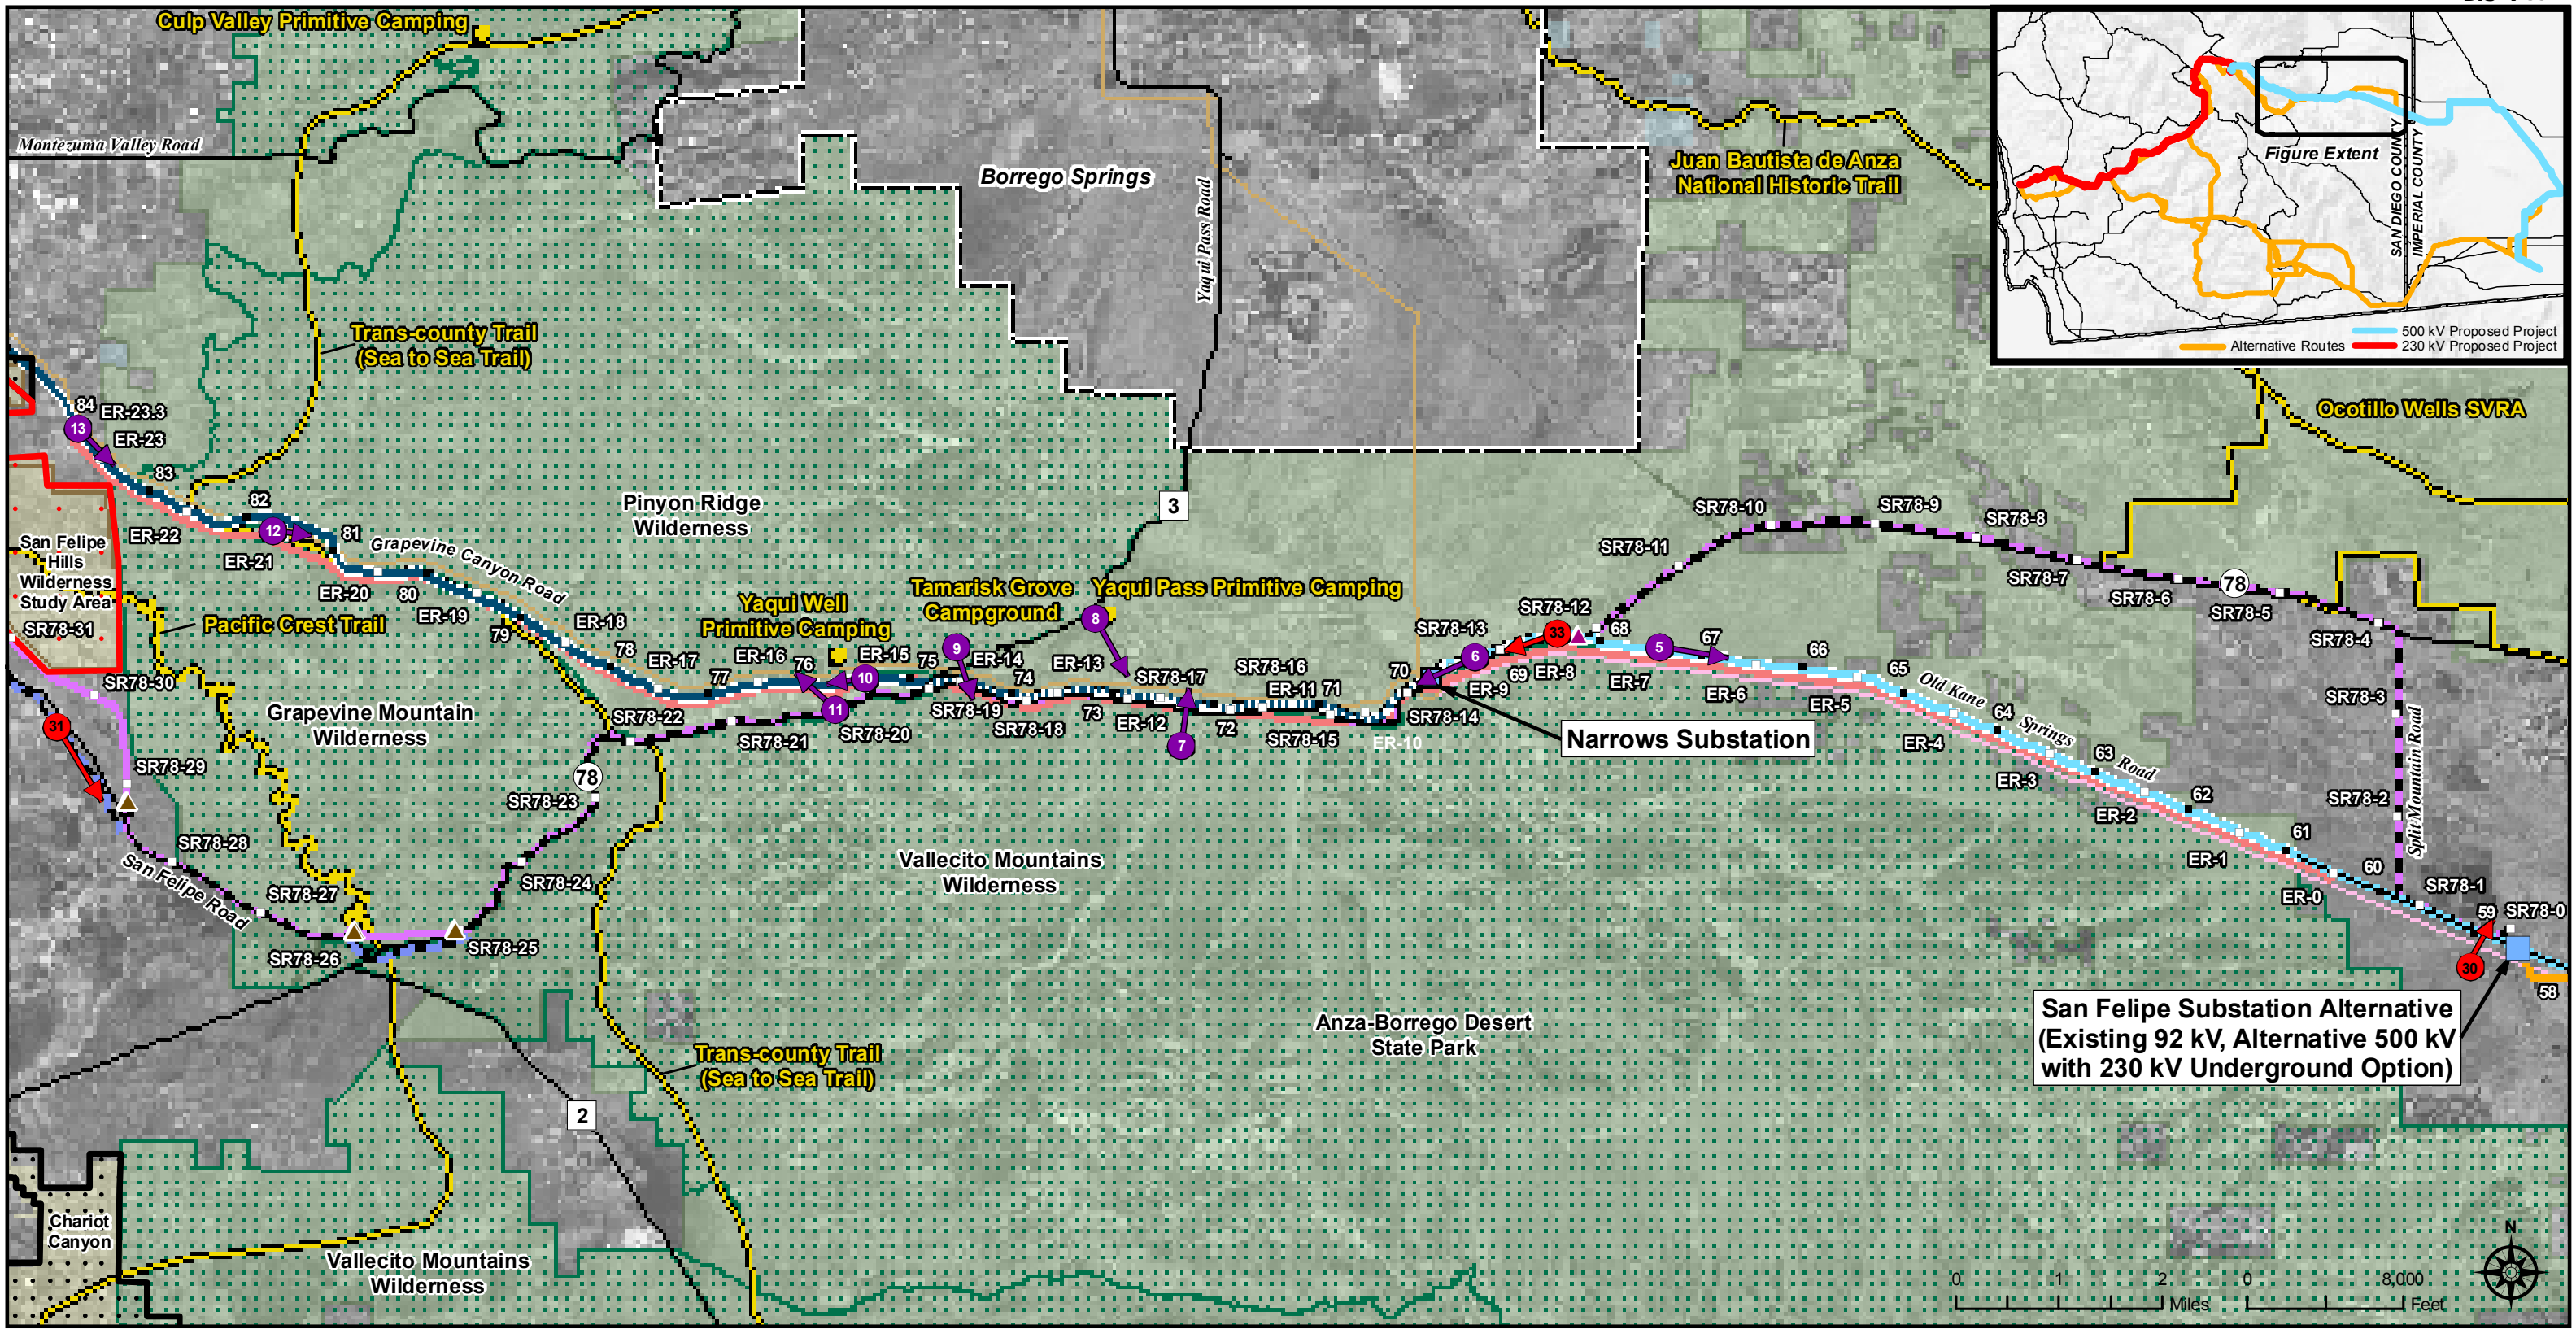 Culp Valley Primitive Camping
Montezuma Valley Road
Borrego Springs
Yaqui Pass Road
Juan Bautista de Anza
National Historic Trail
Figure Extent
SAN DIEGO COUNTY
IMPERIAL COUNTY
500 kV Proposed Project
Alternative Routes
230 kV Proposed Project
Trans-county Trail
(Sea to Sea Trail)
Ocotillo Wells SVRA
84
ER-23.3
13
ER-23
83
82
12
81
ER-22
ER-21
ER-20
80
ER-19
79
Grapevine Canyon Road
Pinyon Ridge
Wilderness
3
San Felipe
Hills
Wilderness
Study Area
SR78-31
Pacific Crest Trail
Yaqui Well
Primitive Camping
Tamarisk Grove
Campground
Yaqui Pass Primitive Camping
ER-18
78
ER-17
77
ER-16
76
ER-15
10
11
75
9
ER-14
74
ER-13
8
73
ER-12
SR78-17
7
72
SR78-16
ER-11
71
SR78-15
ER-10
70
SR78-14
SR78-13
6
ER-9
69
SR78-12
33
ER-8
68
5
67
ER-7
ER-6
66
ER-5
65
SR78-11
SR78-10
SR78-9
SR78-8
SR78-7
SR78-6
78
SR78-5
SR78-4
SR78-3
SR78-2
Split Mountain Road
Old Kane Springs Road
ER-4
64
ER-3
63
ER-2
62
ER-1
61
ER-0
60
SR78-1
59
SR78-0
30
58
Narrows Substation
SR78-30
31
SR78-29
SR78-28
San Felipe Road
SR78-27
SR78-26
SR78-25
SR78-24
SR78-23
78
SR78-22
SR78-21
SR78-20
SR78-19
SR78-18
Grapevine Mountain
Wilderness
Vallecito Mountains
Wilderness
Anza-Borrego Desert
State Park
San Felipe Substation Alternative
(Existing 92 kV, Alternative 500 kV
with 230 kV Underground Option)
Trans-county Trail
(Sea to Sea Trail)
2
Chariot
Canyon
Vallecito Mountains
Wilderness
N
0 1 2 Miles
0 8,000 Feet